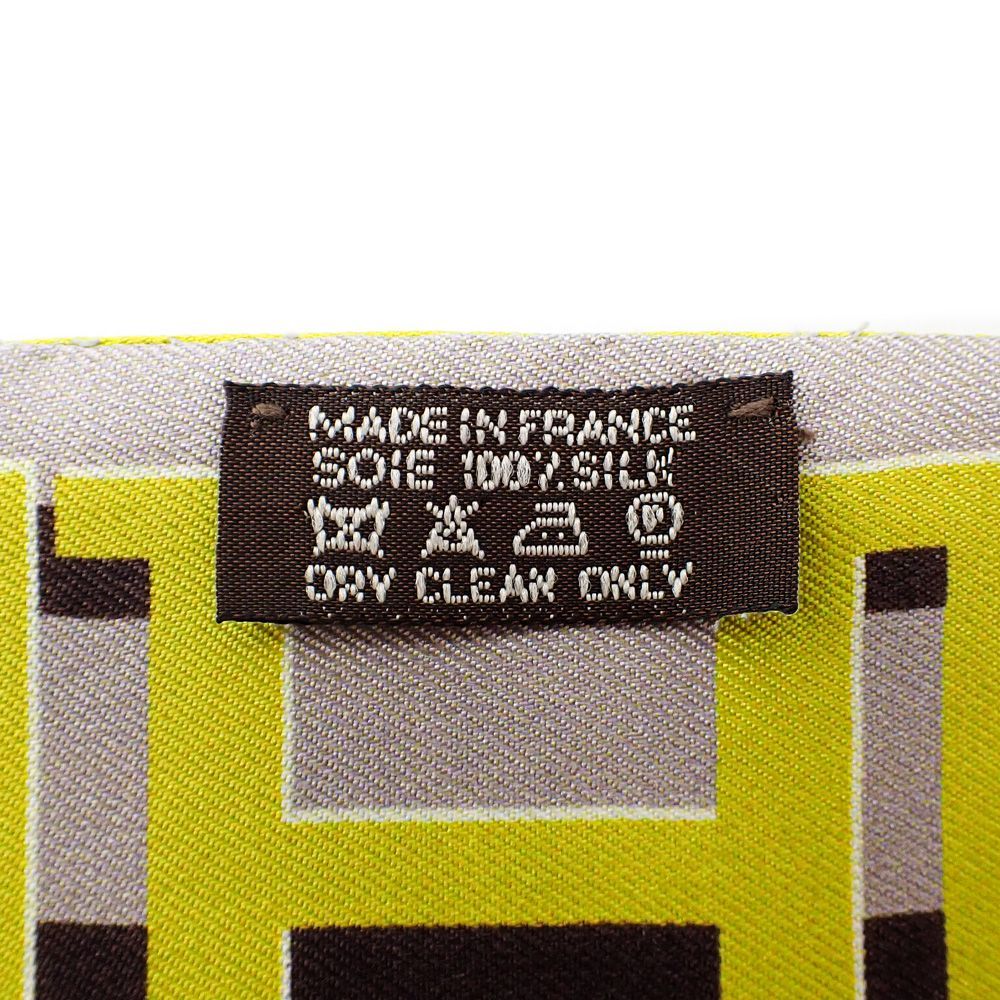 MADE IN FRANCE
SOIE 100% SILK
P
DRY CLEAN ONLY